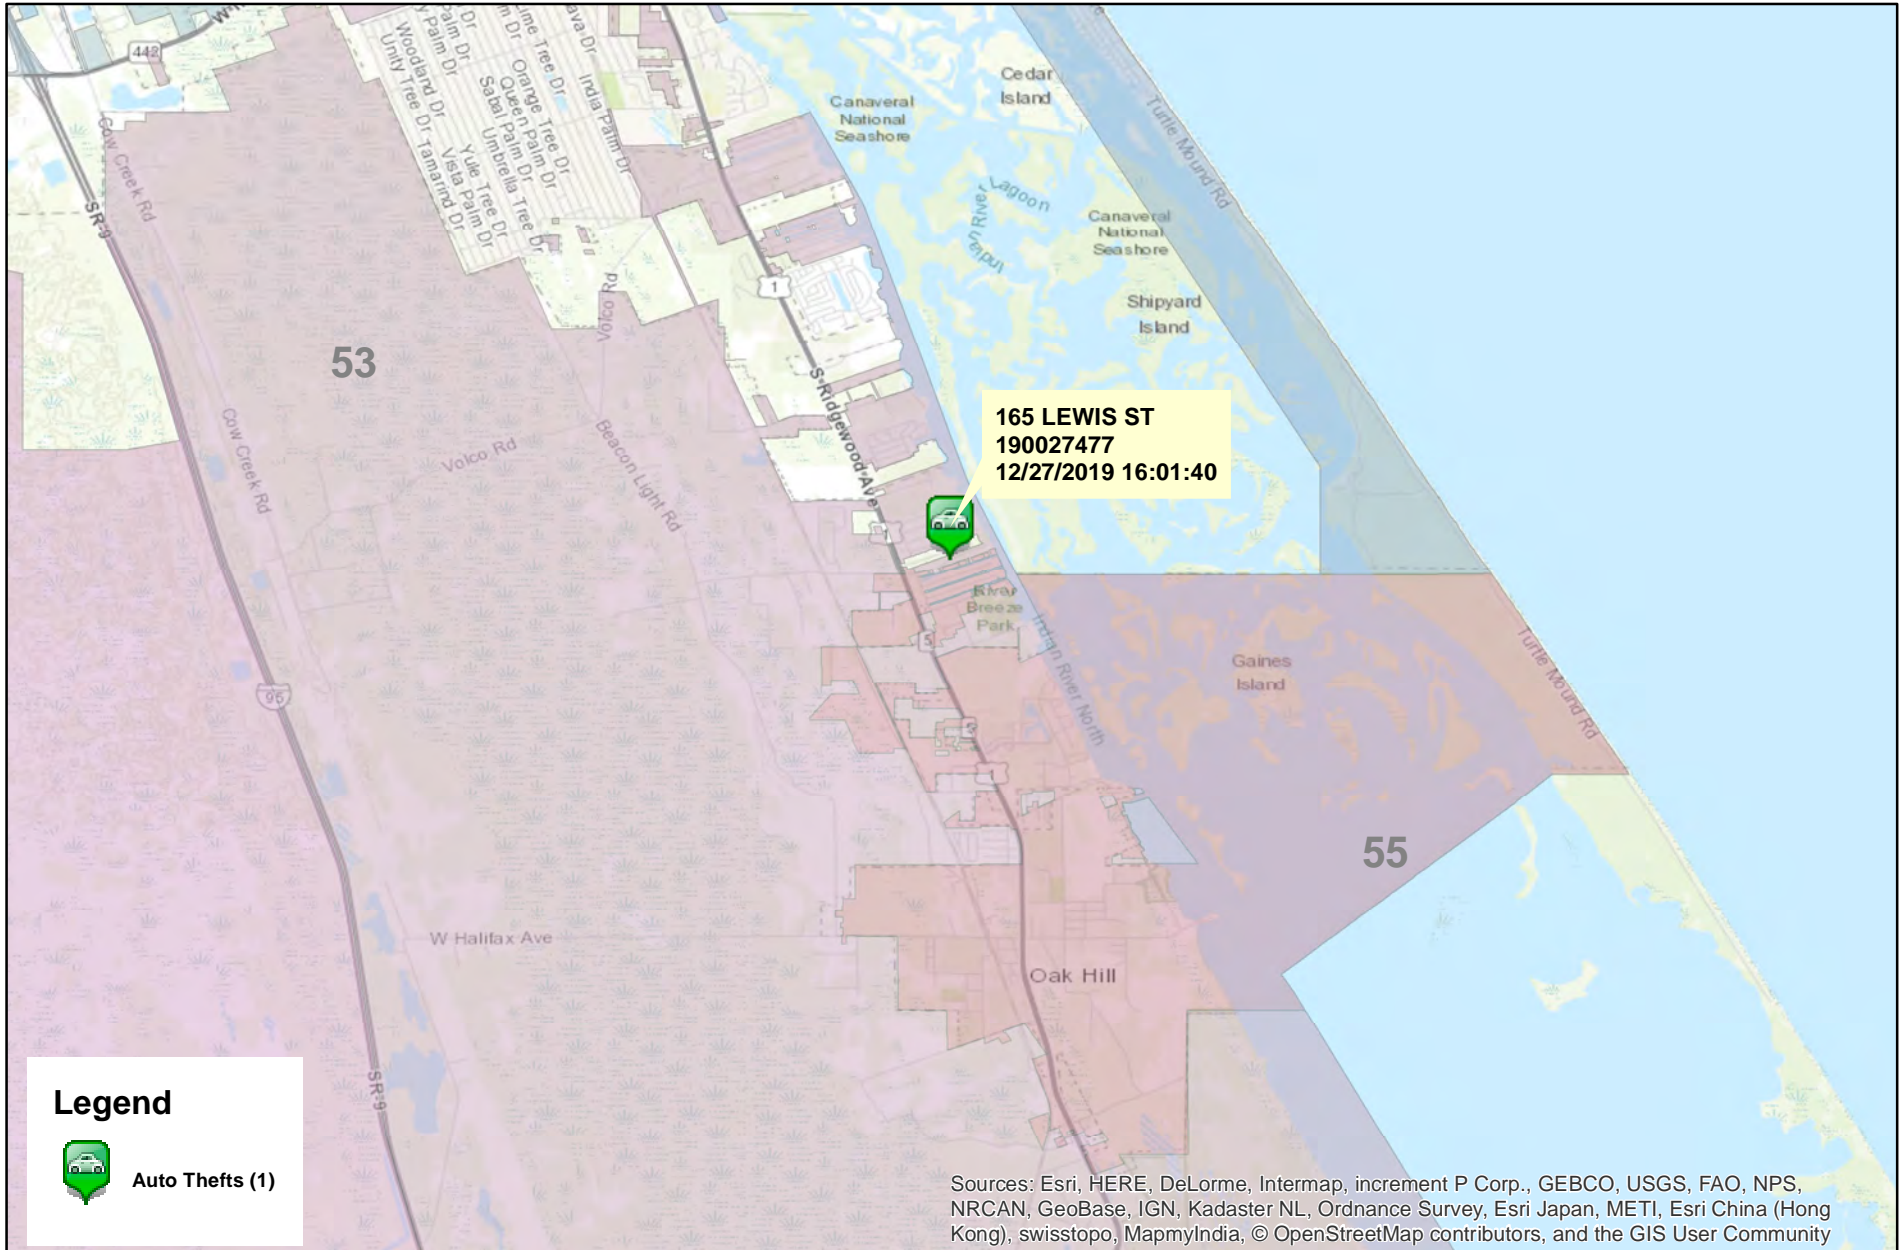 442
Woodland Dr
Unity Tree Dr
Tamarind Dr
Vista Palm Dr
Yule Tree Dr
Umbrella Tree Dr
Sabal Palm Dr
Queen Palm Dr
Orange Tree Dr
India Palm Dr
Cow Creek Rd
SR-9
Cedar
Island
Canaveral
National
Seashore
Turtle Mound Rd
Indian River
Lagoon
Canaveral
National
Seashore
Shipyard
Island
1
Volco Rd
53
S Ridgewood Ave
165 LEWIS ST
190027477
12/27/2019 16:01:40
Cow Creek Rd
Volco Rd
Beacon Light Rd
1
River
Breeze
Park
5
Indian River North
Gaines
Island
Turtle Mound Rd
95
55
W Halifax Ave
Oak Hill
SR-9
Legend
Auto Thefts (1)
Sources: Esri, HERE, DeLorme, Intermap, increment P Corp., GEBCO, USGS, FAO, NPS,
NRCAN, GeoBase, IGN, Kadaster NL, Ordnance Survey, Esri Japan, METI, Esri China (Hong
Kong), swisstopo, MapmyIndia, © OpenStreetMap contributors, and the GIS User Community